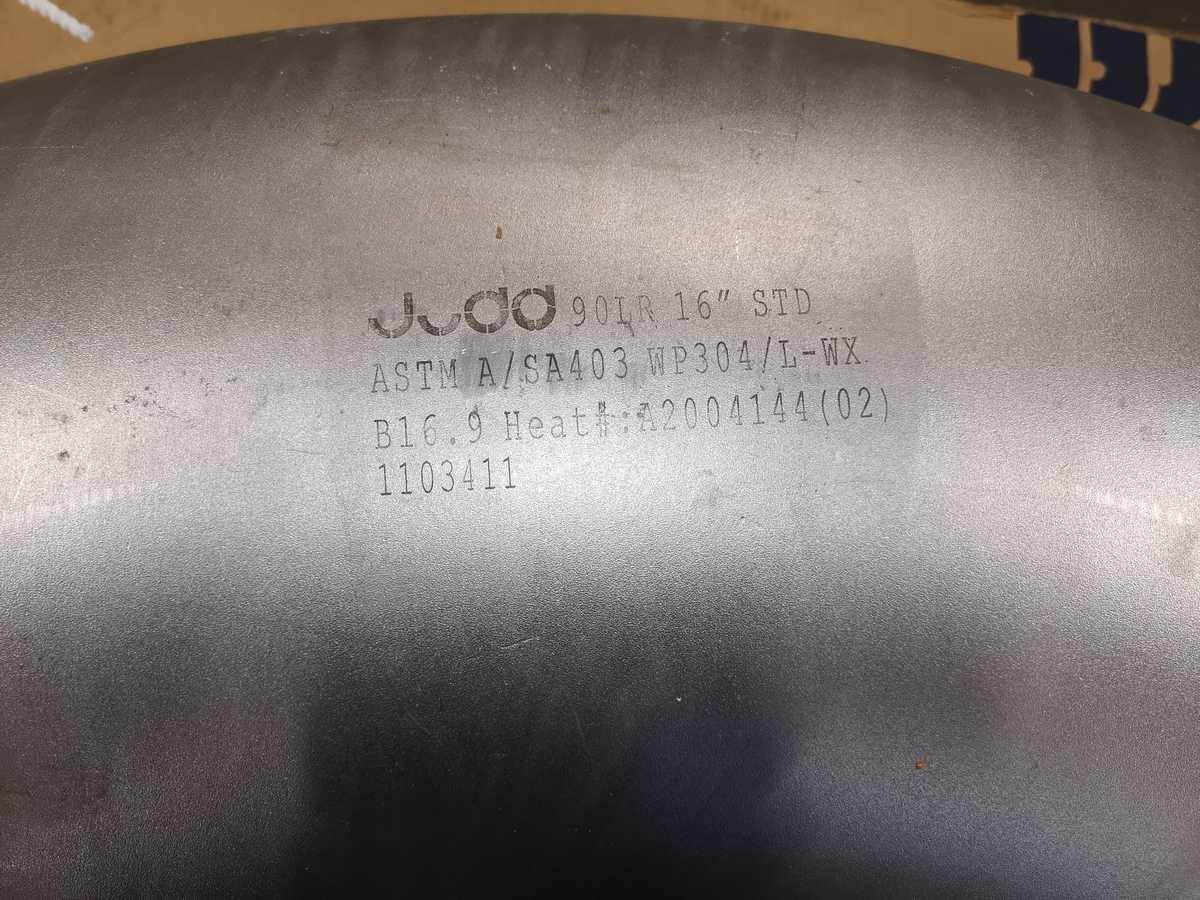 Judd 90LR 16" STD
ASTM A/SA403 WP304/L-WX
B16.9 Heat#:A2004144(02)
1103411